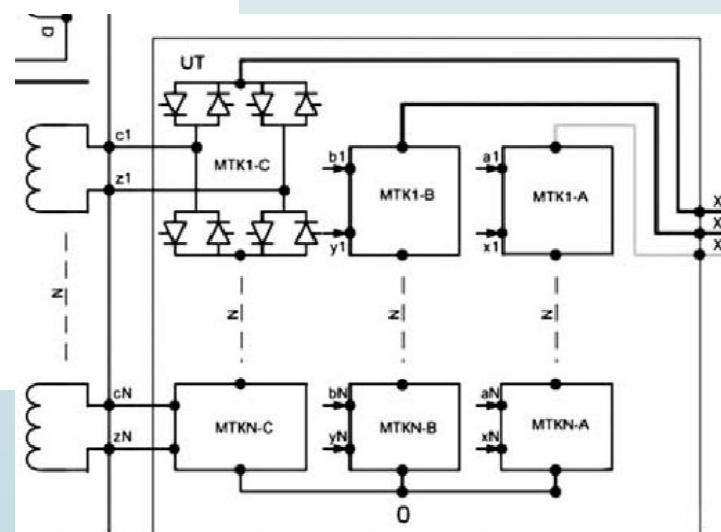 D
UT
c1
MTK1-C
z1
b1
MTK1-B
y1
a1
MTK1-A
x1
X
X
X
N
N
N
N
cN
MTKN-C
zN
bN
MTKN-B
yN
aN
MTKN-A
xN
0